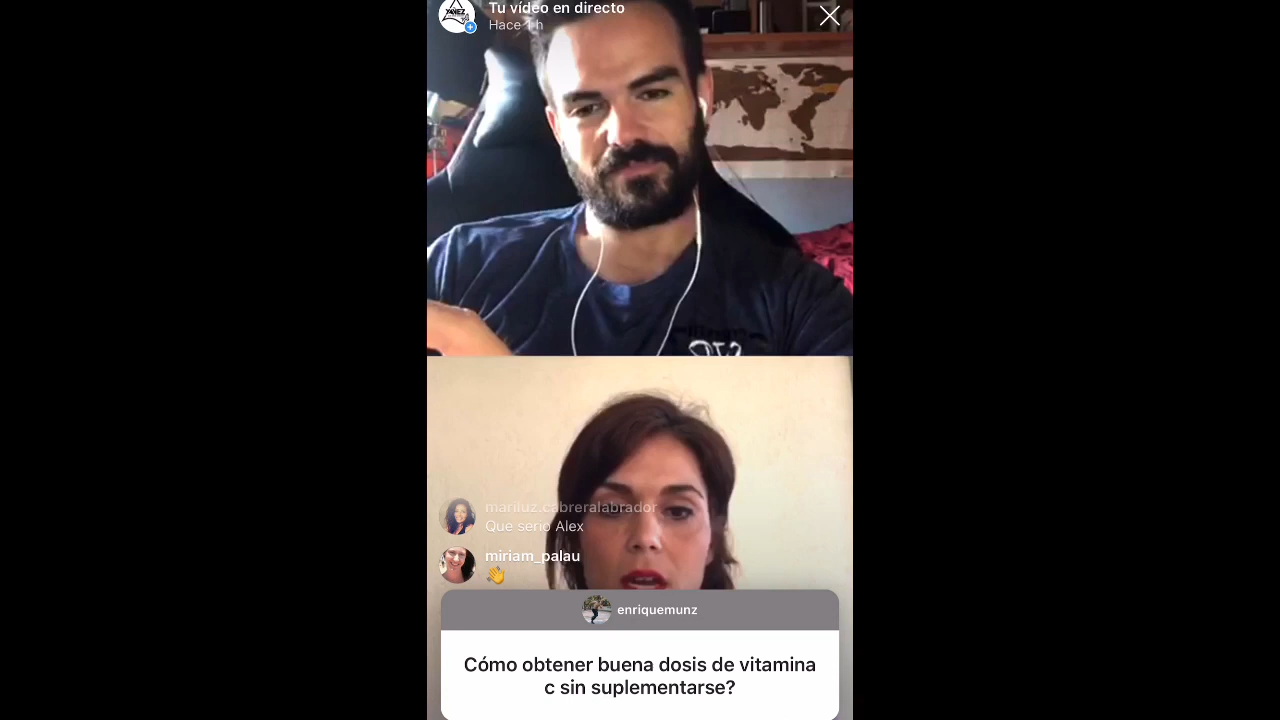 YAÑEZ
Tu vídeo en directo
Hace 1 h
mariluz.cabreralabrador
Que serio Alex
miriam_palau
👋
enriquemunz
Cómo obtener buena dosis de vitamina
c sin suplementarse?